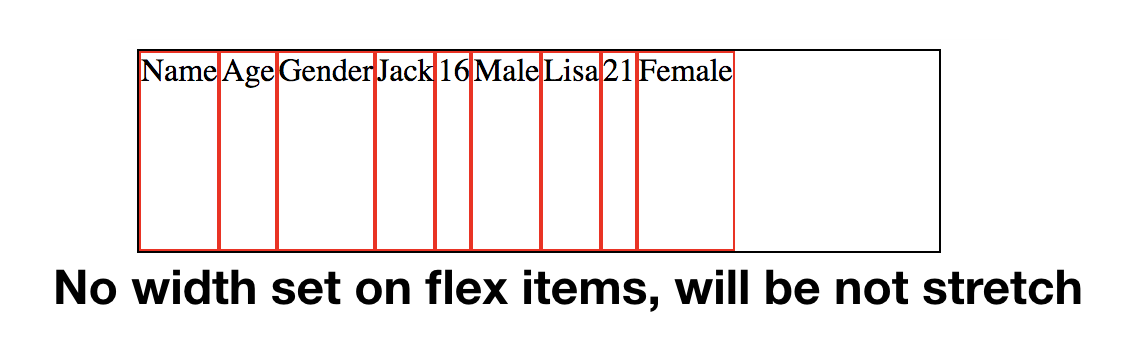 Name Age Gender Jack 16 Male Lisa 21 Female
No width set on flex items, will be not stretch